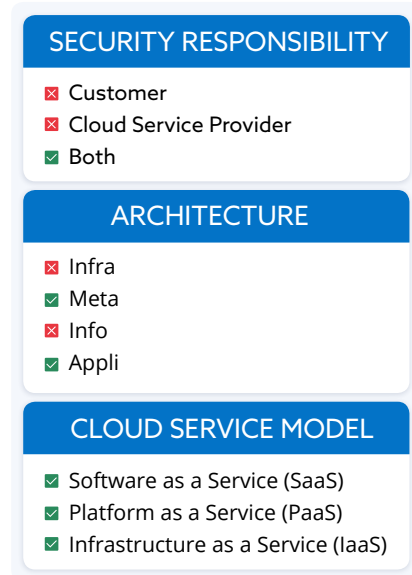 SECURITY RESPONSIBILITY
Customer
Cloud Service Provider
Both
ARCHITECTURE
Infra
Meta
Info
Appli
CLOUD SERVICE MODEL
Software as a Service (SaaS)
Platform as a Service (PaaS)
Infrastructure as a Service (IaaS)